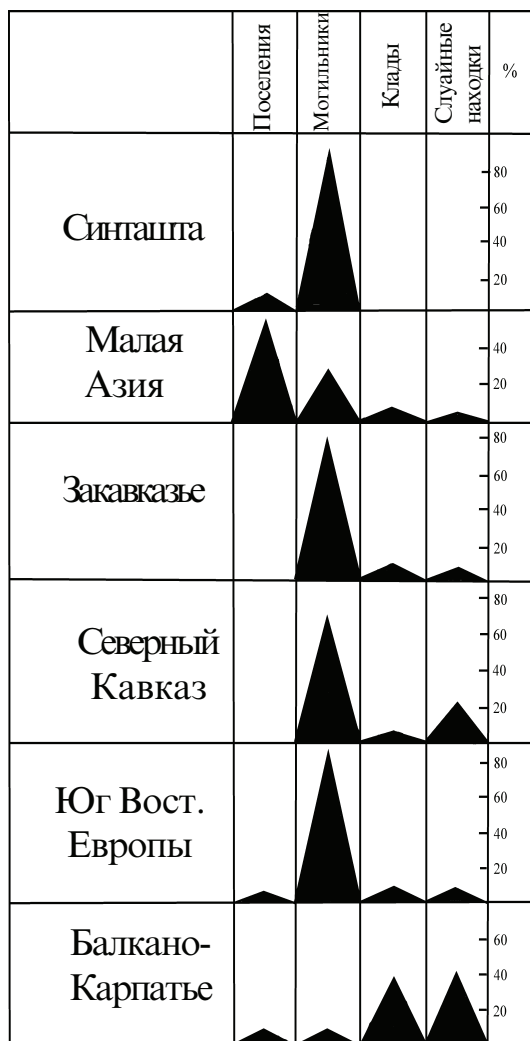 Поселения
Могильники
Клады
Слуайные
находки
%
Синташта
80
60
40
20
Малая
Азия
40
20
Закавказье
80
60
40
20
Северный
Кавказ
80
60
40
20
Юг Вост.
Европы
80
60
40
20
Балкано-
Карпатье
60
40
20